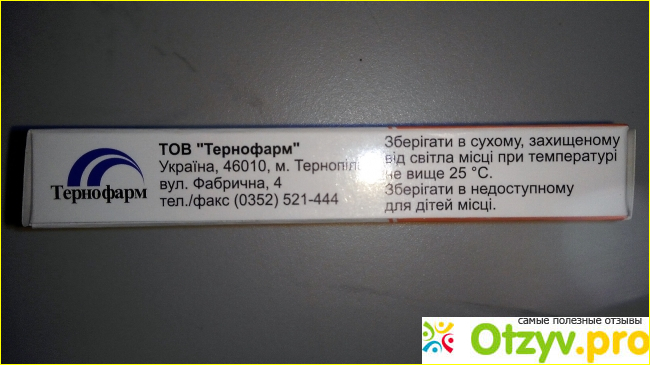 Тернофарм
ТОВ "Тернофарм"
Україна, 46010, м. Тернопіл
вул. Фабрична, 4
тел./факс (0352) 521-444
Зберігати в сухому, захищеному
від світла місці при температурі
не вище 25 °С.
Зберігати в недоступному
для дітей місці.
самые полезные отзывы
Otzyv.pro